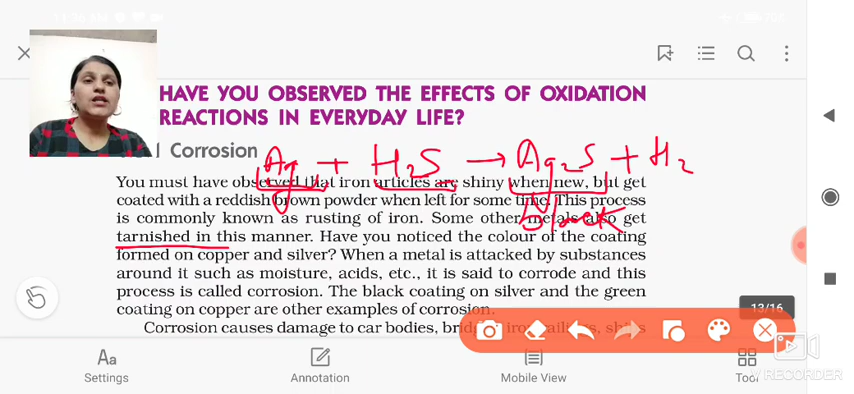 HAVE YOU OBSERVED THE EFFECTS OF OXIDATION
REACTIONS IN EVERYDAY LIFE?
Corrosion
Ag + H2S → Ag2S + H2
black
You must have observed that iron articles are shiny when new, but get
coated with a reddish brown powder when left for some time. This process
is commonly known as rusting of iron. Some other metals also get
tarnished in this manner. Have you noticed the colour of the coating
formed on copper and silver? When a metal is attacked by substances
around it such as moisture, acids, etc., it is said to corrode and this
process is called corrosion. The black coating on silver and the green
coating on copper are other examples of corrosion.
Corrosion causes damage to car bodies,
13/16
Aa
Settings
Annotation
Mobile View
Tool
V RECORDER